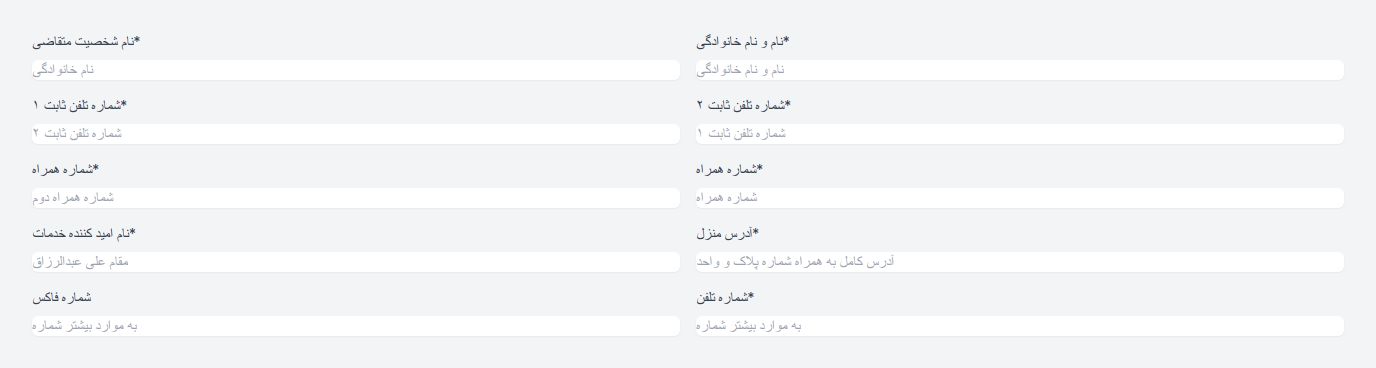 نام و نام خانوادگی*
نام و نام خانوادگی
نام شخصیت متقاضی*
نام خانوادگی
شماره تلفن ثابت ۲*
شماره تلفن ثابت ۱
شماره تلفن ثابت ۱*
شماره تلفن ثابت ۲
شماره همراه*
شماره همراه
شماره همراه*
شماره همراه دوم
آدرس منزل*
آدرس کامل به همراه شماره پلاک و واحد
نام امید کننده خدمات*
مقام علی عبدالرزاق
شماره تلفن*
به موارد بیشتر شماره
شماره فاکس
به موارد بیشتر شماره